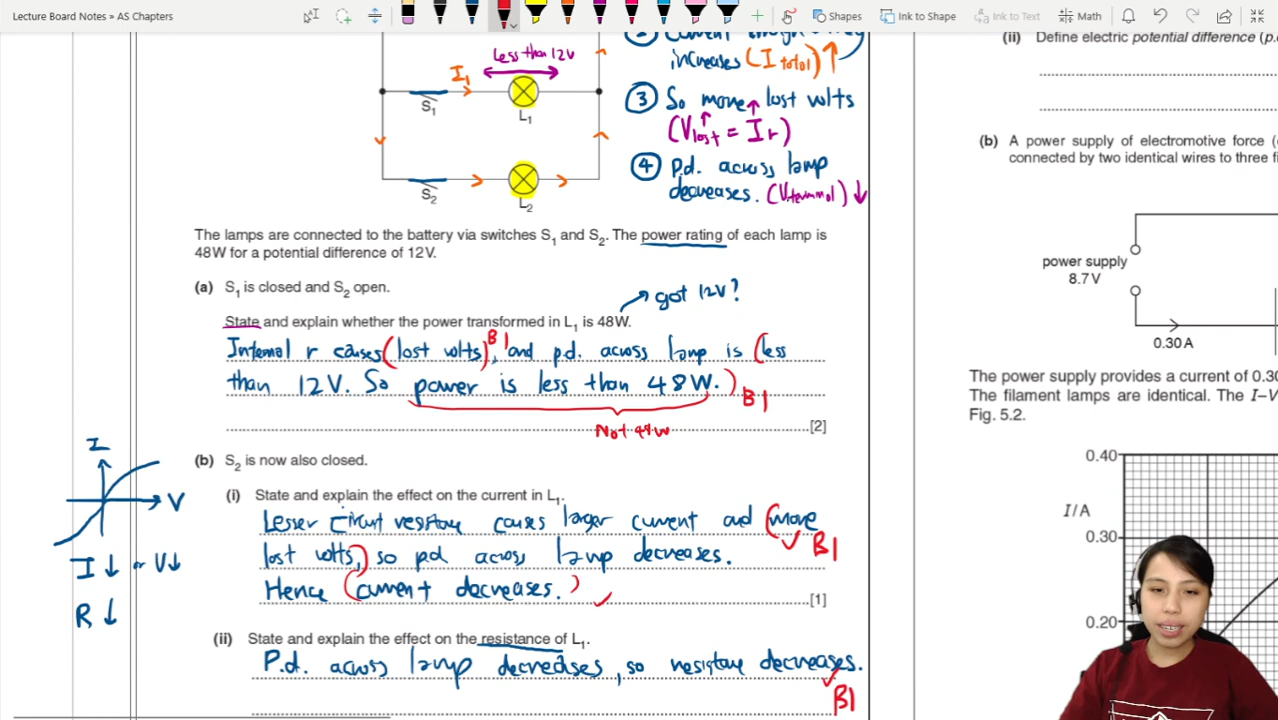 Lecture Board Notes » AS Chapters
Shapes
Ink to Shape
Ink to Text
Math
increases (I total) ↑
less than 12V
I1
S1
L1
③ So more ↑ lost volts
(Vlost ↑ = I r)
④ p.d. across lamp
decreases. (Vterminal) ↓
S2
L2
The lamps are connected to the battery via switches S1 and S2. The power rating of each lamp is
48W for a potential difference of 12V.
(a) S1 is closed and S2 open.
got 12V?
State and explain whether the power transformed in L1 is 48W.
Internal r causes (lost volts) B1, and p.d. across lamp is (less
than 12V. So power is less than 48W.) B1
Not 48W
[2]
(b) S2 is now also closed.
(i) State and explain the effect on the current in L1.
Lesser circuit resistance causes larger current and (more
lost volts,) so p.d. across lamp decreases. B1
Hence (current decreases.)
[1]
(ii) State and explain the effect on the resistance of L1.
P.d. across lamp decreases, so resistance decreases.
B1
I
V
I ↓ or V↓
R ↓
(ii) Define electric potential difference (p.
(b) A power supply of electromotive force (
connected by two identical wires to three fi
power supply
8.7V
0.30A
The power supply provides a current of 0.30
The filament lamps are identical. The I–V
Fig. 5.2.
0.40
I/A
0.30
0.20